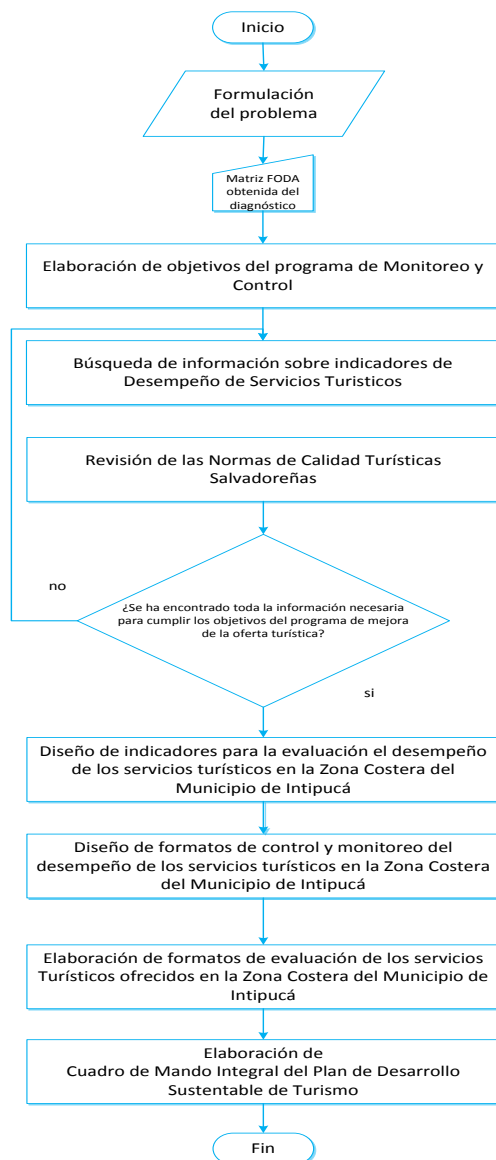 Inicio
Formulación
del problema
Matriz FODA
obtenida del
diagnóstico
Elaboración de objetivos del programa de Monitoreo y
Control
Búsqueda de información sobre indicadores de
Desempeño de Servicios Turisticos
Revisión de las Normas de Calidad Turísticas
Salvadoreñas
no
¿Se ha encontrado toda la información necesaria
para cumplir los objetivos del programa de mejora
de la oferta turística?
si
Diseño de indicadores para la evaluación el desempeño
de los servicios turísticos en la Zona Costera del
Municipio de Intipucá
Diseño de formatos de control y monitoreo del
desempeño de los servicios turísticos en la Zona Costera
del Municipio de Intipucá
Elaboración de formatos de evaluación de los servicios
Turísticos ofrecidos en la Zona Costera del Municipio de
Intipucá
Elaboración de
Cuadro de Mando Integral del Plan de Desarrollo
Sustentable de Turismo
Fin